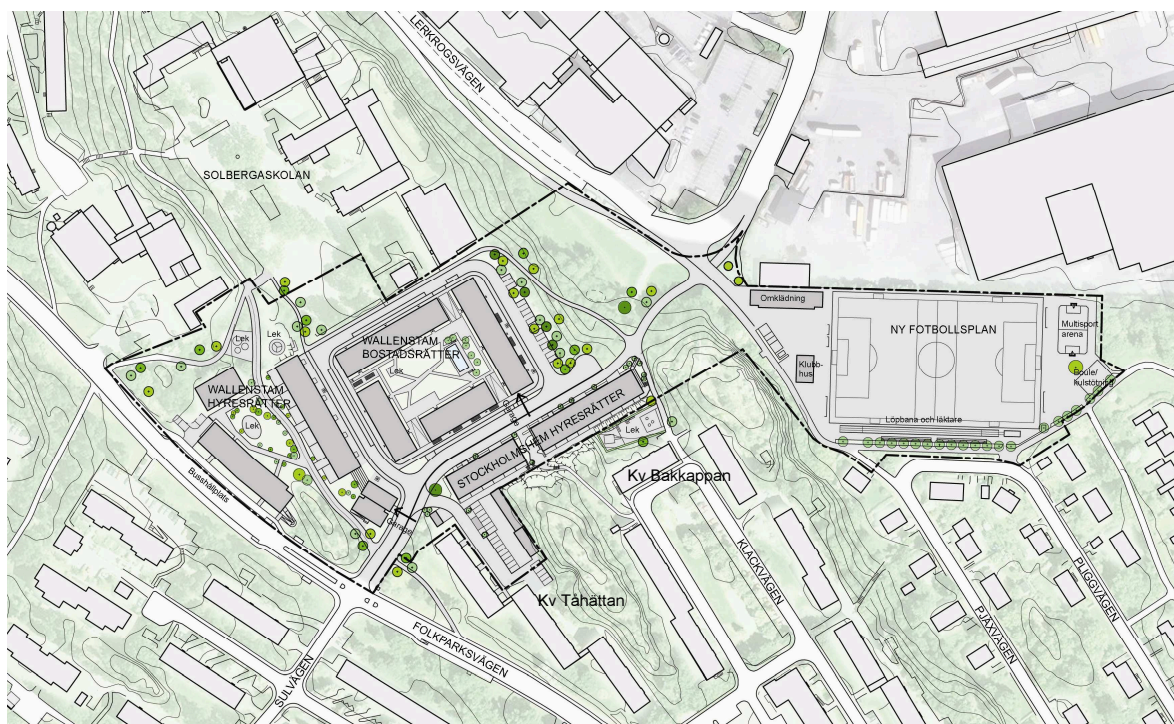 LERKROGSVÄGEN
SOLBERGASKOLAN
Omklädning
NY FOTBOLLSPLAN
Multisport
arena
Lek
Lek
WALLENSTAM
BOSTADSRÄTTER
Lek
Klubb-
hus
Boule/
kulstötning
WALLENSTAM
HYRESRÄTTER
Lek
STOCKHOLMSHEM HYRESRÄTTER
Lek
Löpbana och läktare
Garage
Kv Bakkappan
Busshållplats
Garage
Kv Tåhättan
KLACKVÄGEN
PLIGGVÄGEN
PJÄXVÄGEN
FOLKPARKSVÄGEN
SULVÄGEN